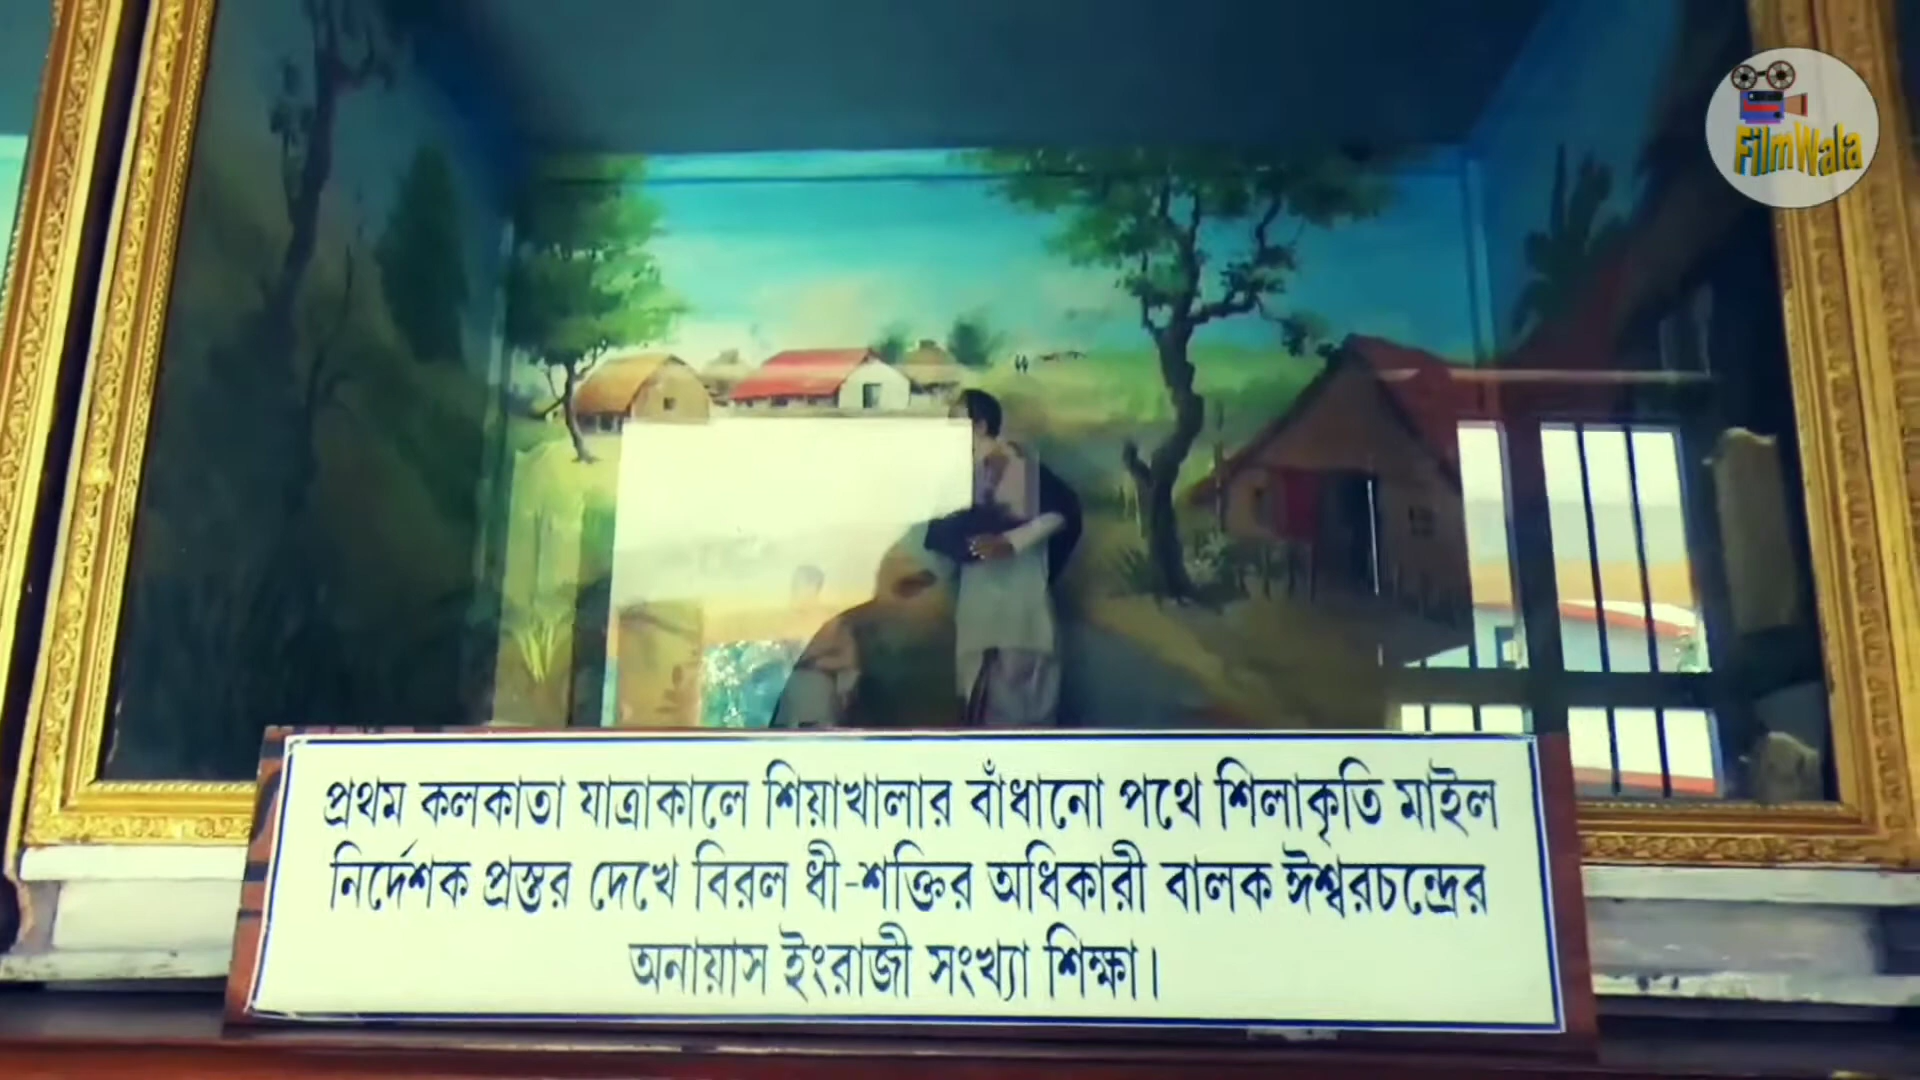 FilmWala
প্রথম কলকাতা যাত্রাকালে শিয়াখালার বাঁধানো পথে শিলাকৃতি মাইল
নির্দেশক প্রস্তর দেখে বিরল ধী-শক্তির অধিকারী বালক ঈশ্বরচন্দ্রের
অনায়াস ইংরাজী সংখ্যা শিক্ষা।